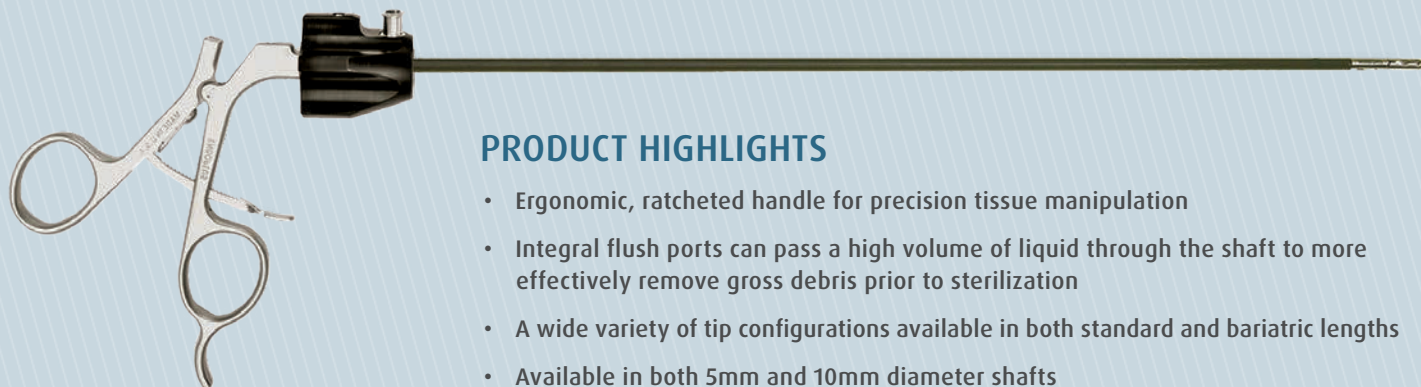 PRODUCT HIGHLIGHTS
• Ergonomic, ratcheted handle for precision tissue manipulation
• Integral flush ports can pass a high volume of liquid through the shaft to more
effectively remove gross debris prior to sterilization
• A wide variety of tip configurations available in both standard and bariatric lengths
• Available in both 5mm and 10mm diameter shafts